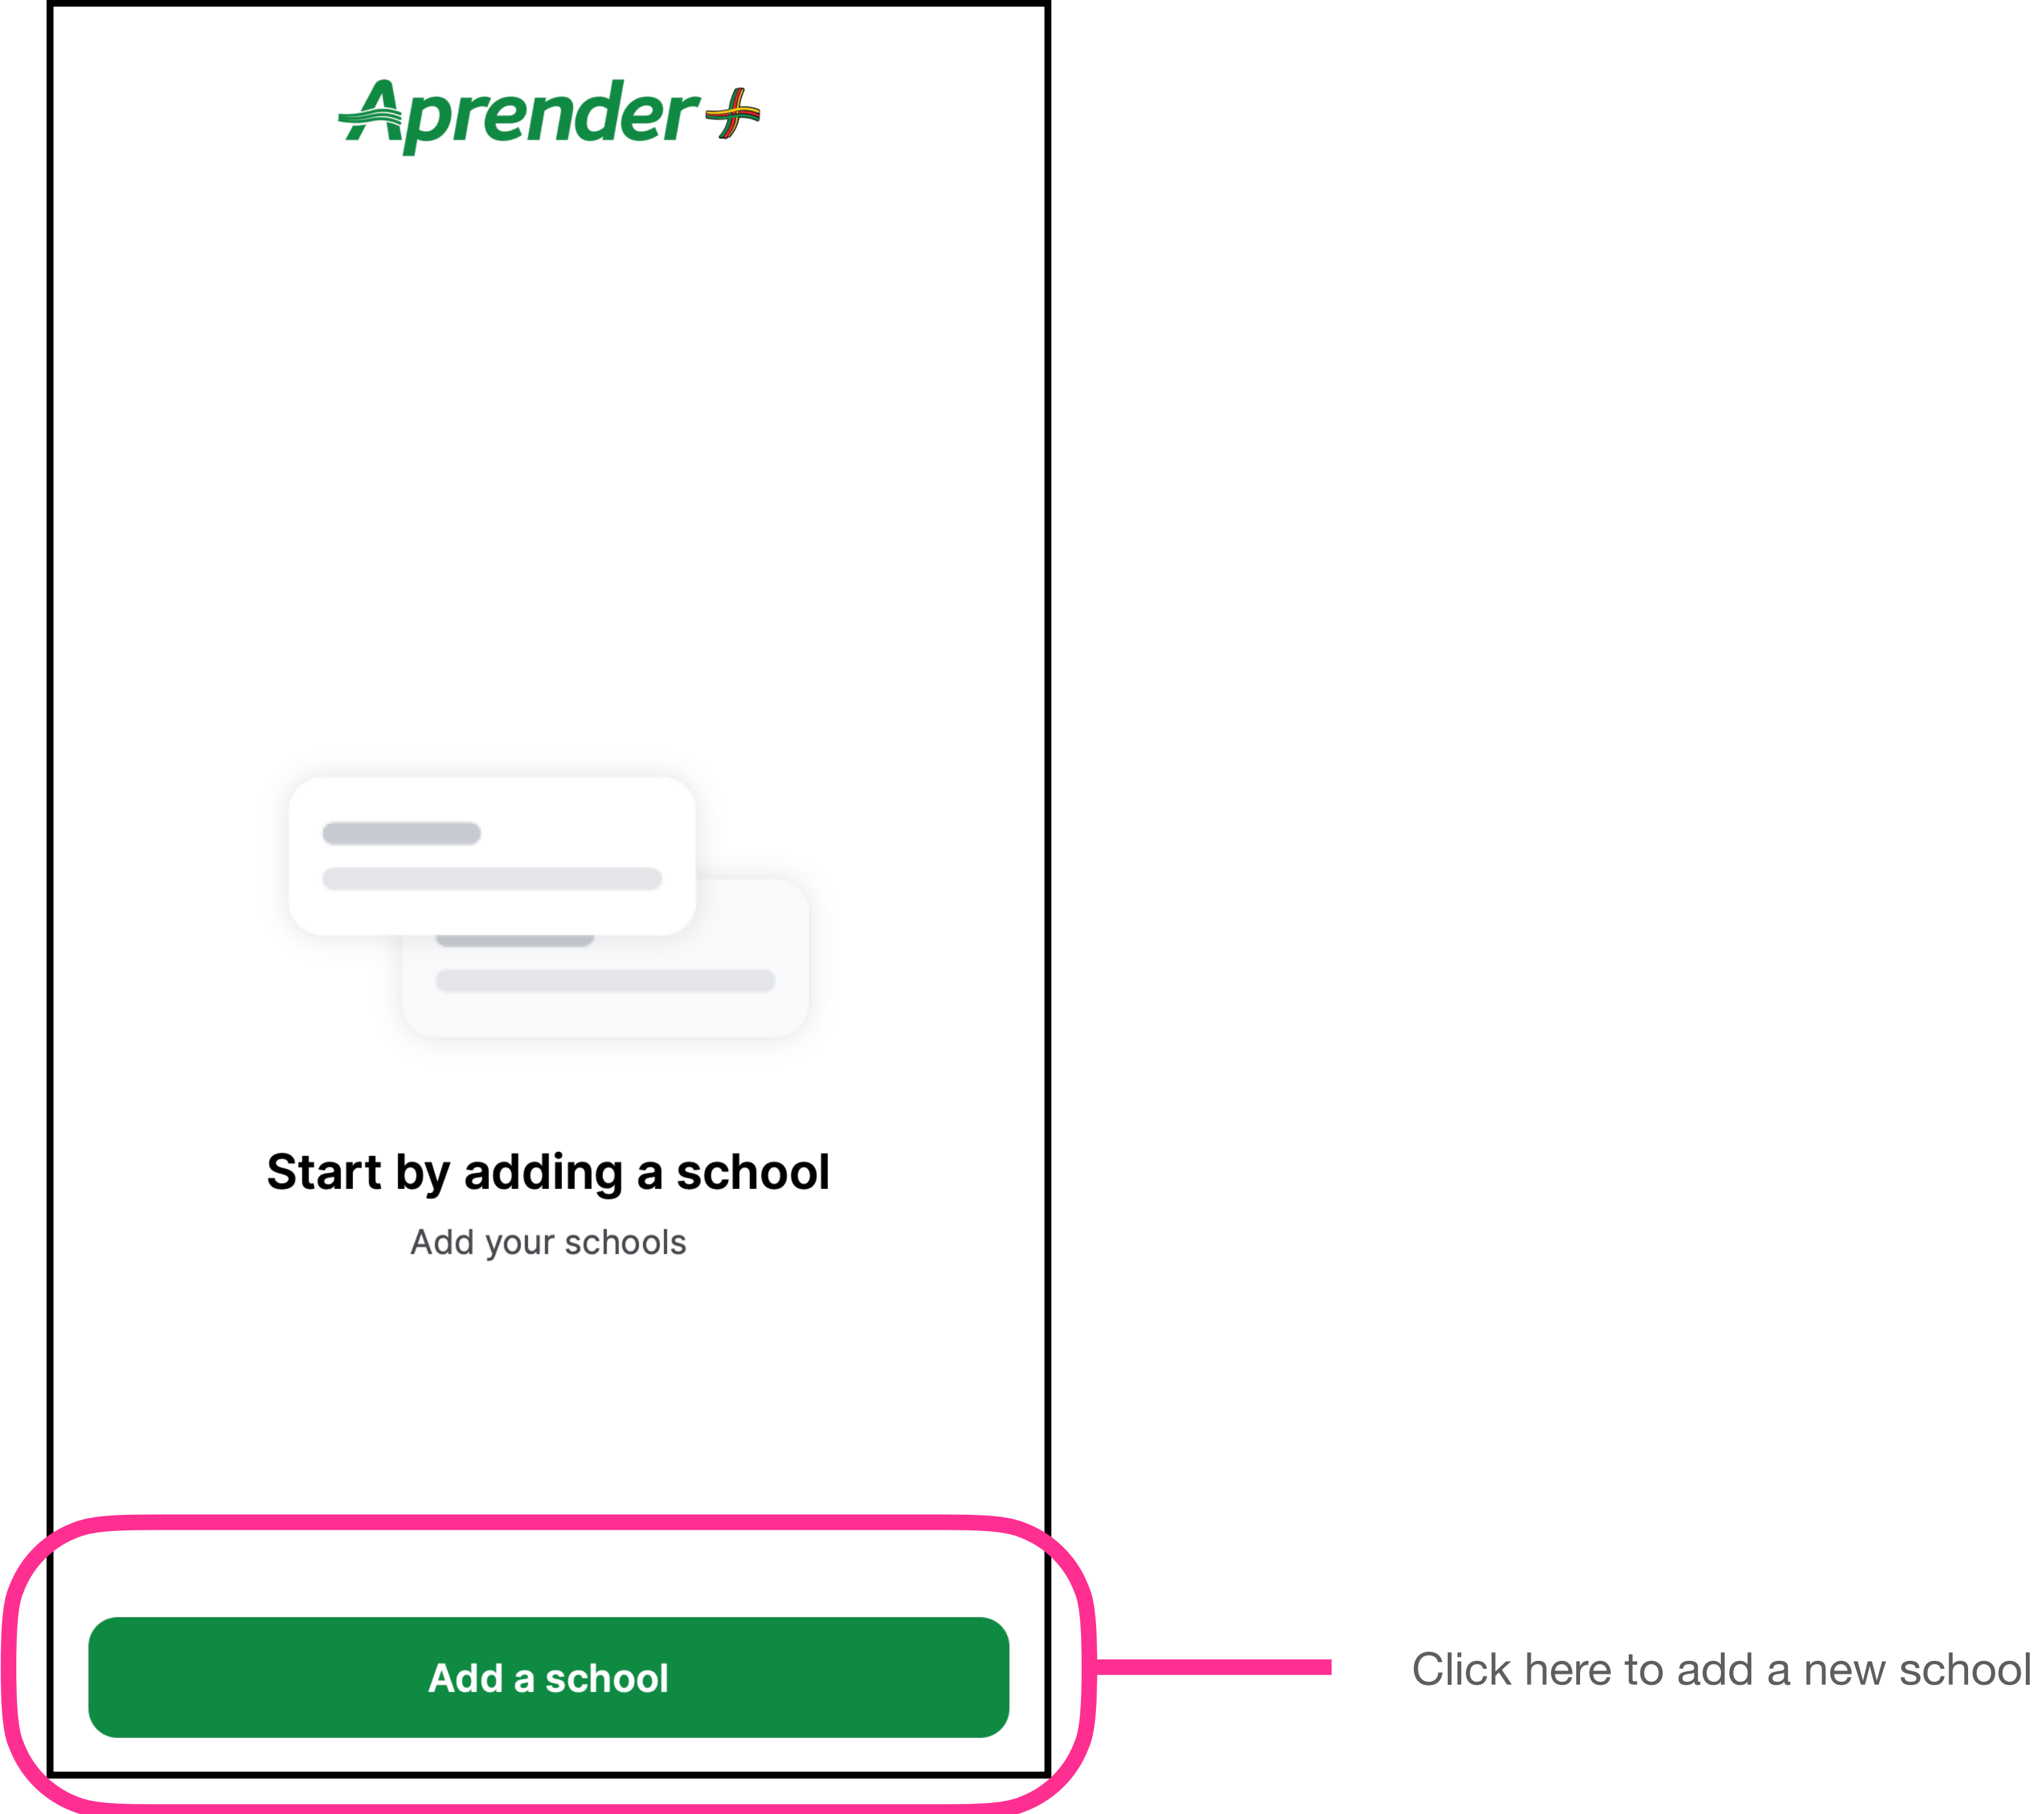 Aprender+
Start by adding a school
Add your schools
Add a school
Click here to add a new school